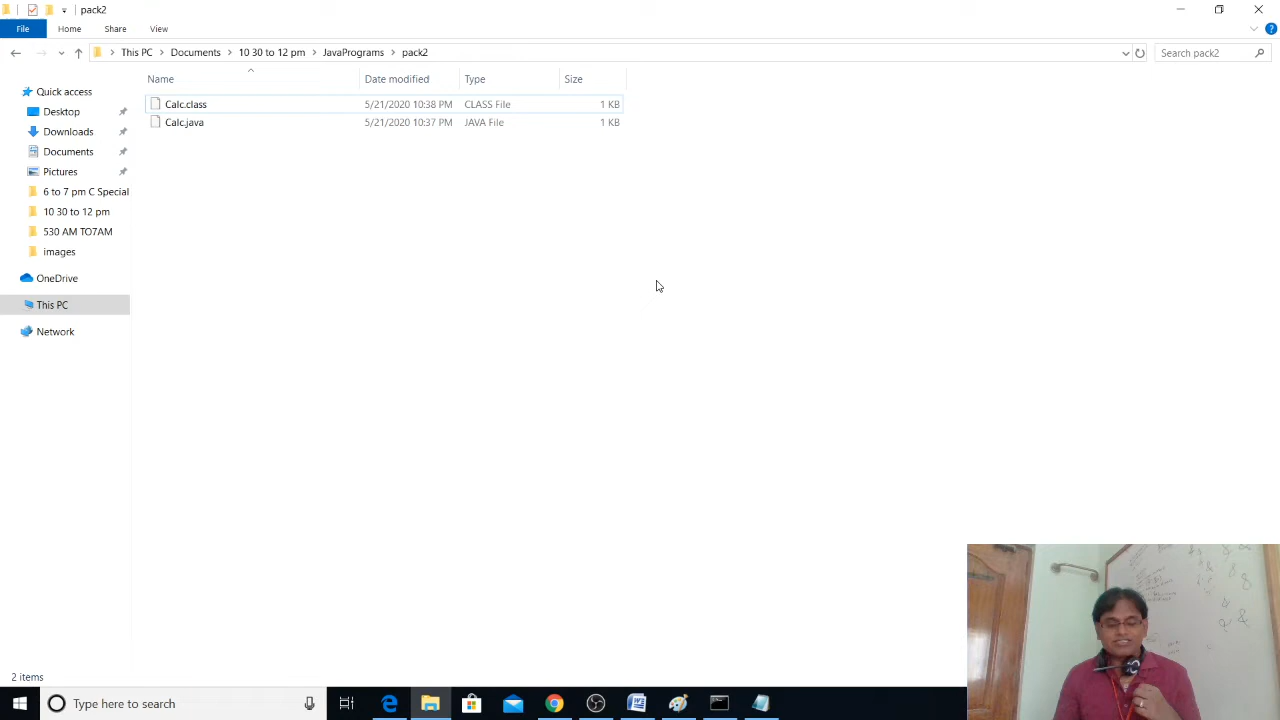 pack2
File Home Share View
This PC Documents 10 30 to 12 pm JavaPrograms pack2
Search pack2
Name Date modified Type Size
Calc.class 5/21/2020 10:38 PM CLASS File 1 KB
Calc.java 5/21/2020 10:37 PM JAVA File 1 KB
Quick access
Desktop
Downloads
Documents
Pictures
6 to 7 pm C Special
10 30 to 12 pm
530 AM TO7AM
images
OneDrive
This PC
Network
2 items
Type here to search